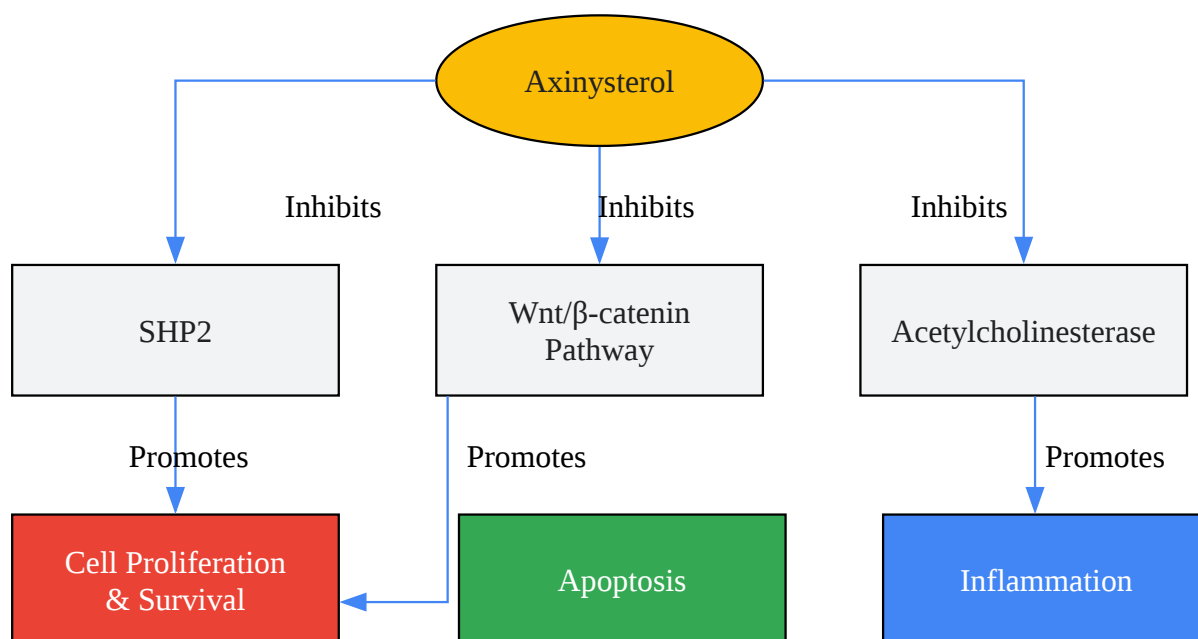 Axinysterol
Inhibits
Inhibits
Inhibits
SHP2
Wnt/β-catenin
Pathway
Acetylcholinesterase
Promotes
Promotes
Promotes
Cell Proliferation
& Survival
Apoptosis
Inflammation